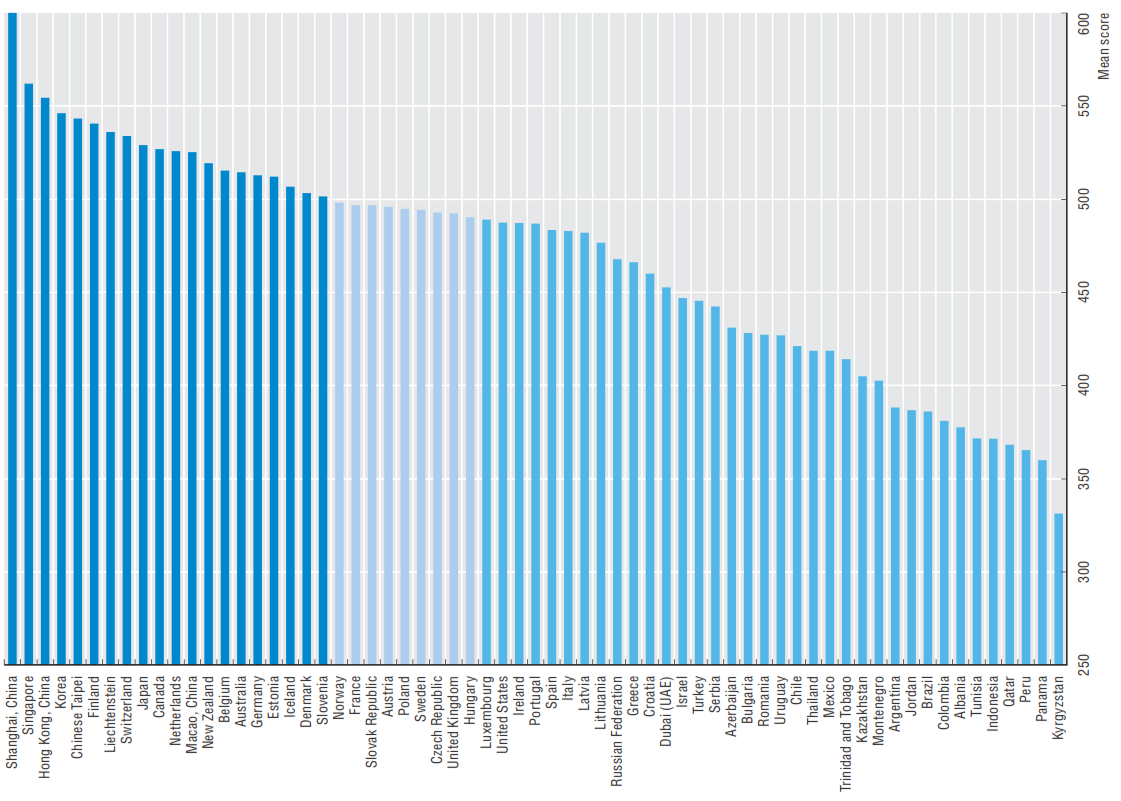 600
Mean score
550
500
450
400
350
300
250
Shanghai, China
Singapore
Hong Kong, China
Korea
Chinese Taipei
Finland
Liechtenstein
Switzerland
Japan
Canada
Netherlands
Macao, China
New Zealand
Belgium
Australia
Germany
Estonia
Iceland
Denmark
Slovenia
Norway
France
Slovak Republic
Austria
Poland
Sweden
Czech Republic
United Kingdom
Hungary
Luxembourg
United States
Ireland
Portugal
Spain
Italy
Latvia
Lithuania
Russian Federation
Greece
Croatia
Dubai (UAE)
Israel
Turkey
Serbia
Azerbaijan
Bulgaria
Romania
Uruguay
Chile
Thailand
Mexico
Trinidad and Tobago
Kazakhstan
Montenegro
Argentina
Jordan
Brazil
Colombia
Albania
Tunisia
Indonesia
Qatar
Peru
Panama
Kyrgyzstan